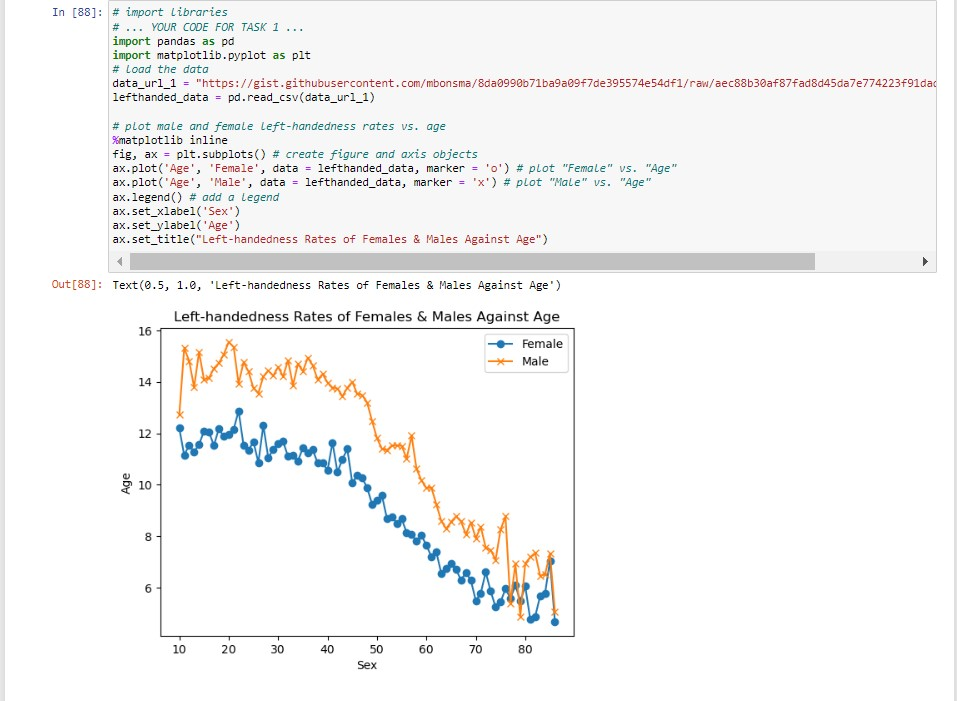 In [88]: # import libraries
# ... YOUR CODE FOR TASK 1 ...
import pandas as pd
import matplotlib.pyplot as plt
# load the data
data_url_1 = "https://gist.githubusercontent.com/mbonsma/8da0990b71ba9a09f7de395574e54df1/raw/aec88b30af87fad8d45da7e774223f91dad
lefthanded_data = pd.read_csv(data_url_1)
# plot male and female left-handedness rates vs. age
%matplotlib inline
fig, ax = plt.subplots() # create figure and axis objects
ax.plot('Age', 'Female', data = lefthanded_data, marker = 'o') # plot "Female" vs. "Age"
ax.plot('Age', 'Male', data = lefthanded_data, marker = 'x') # plot "Male" vs. "Age"
ax.legend() # add a legend
ax.set_xlabel('Sex')
ax.set_ylabel('Age')
ax.set_title("Left-handedness Rates of Females & Males Against Age")
Out[88]: Text(0.5, 1.0, 'Left-handedness Rates of Females & Males Against Age')
Left-handedness Rates of Females & Males Against Age
16
14
12
10
8
6
Age
Female
Male
10 20 30 40 50 60 70 80
Sex